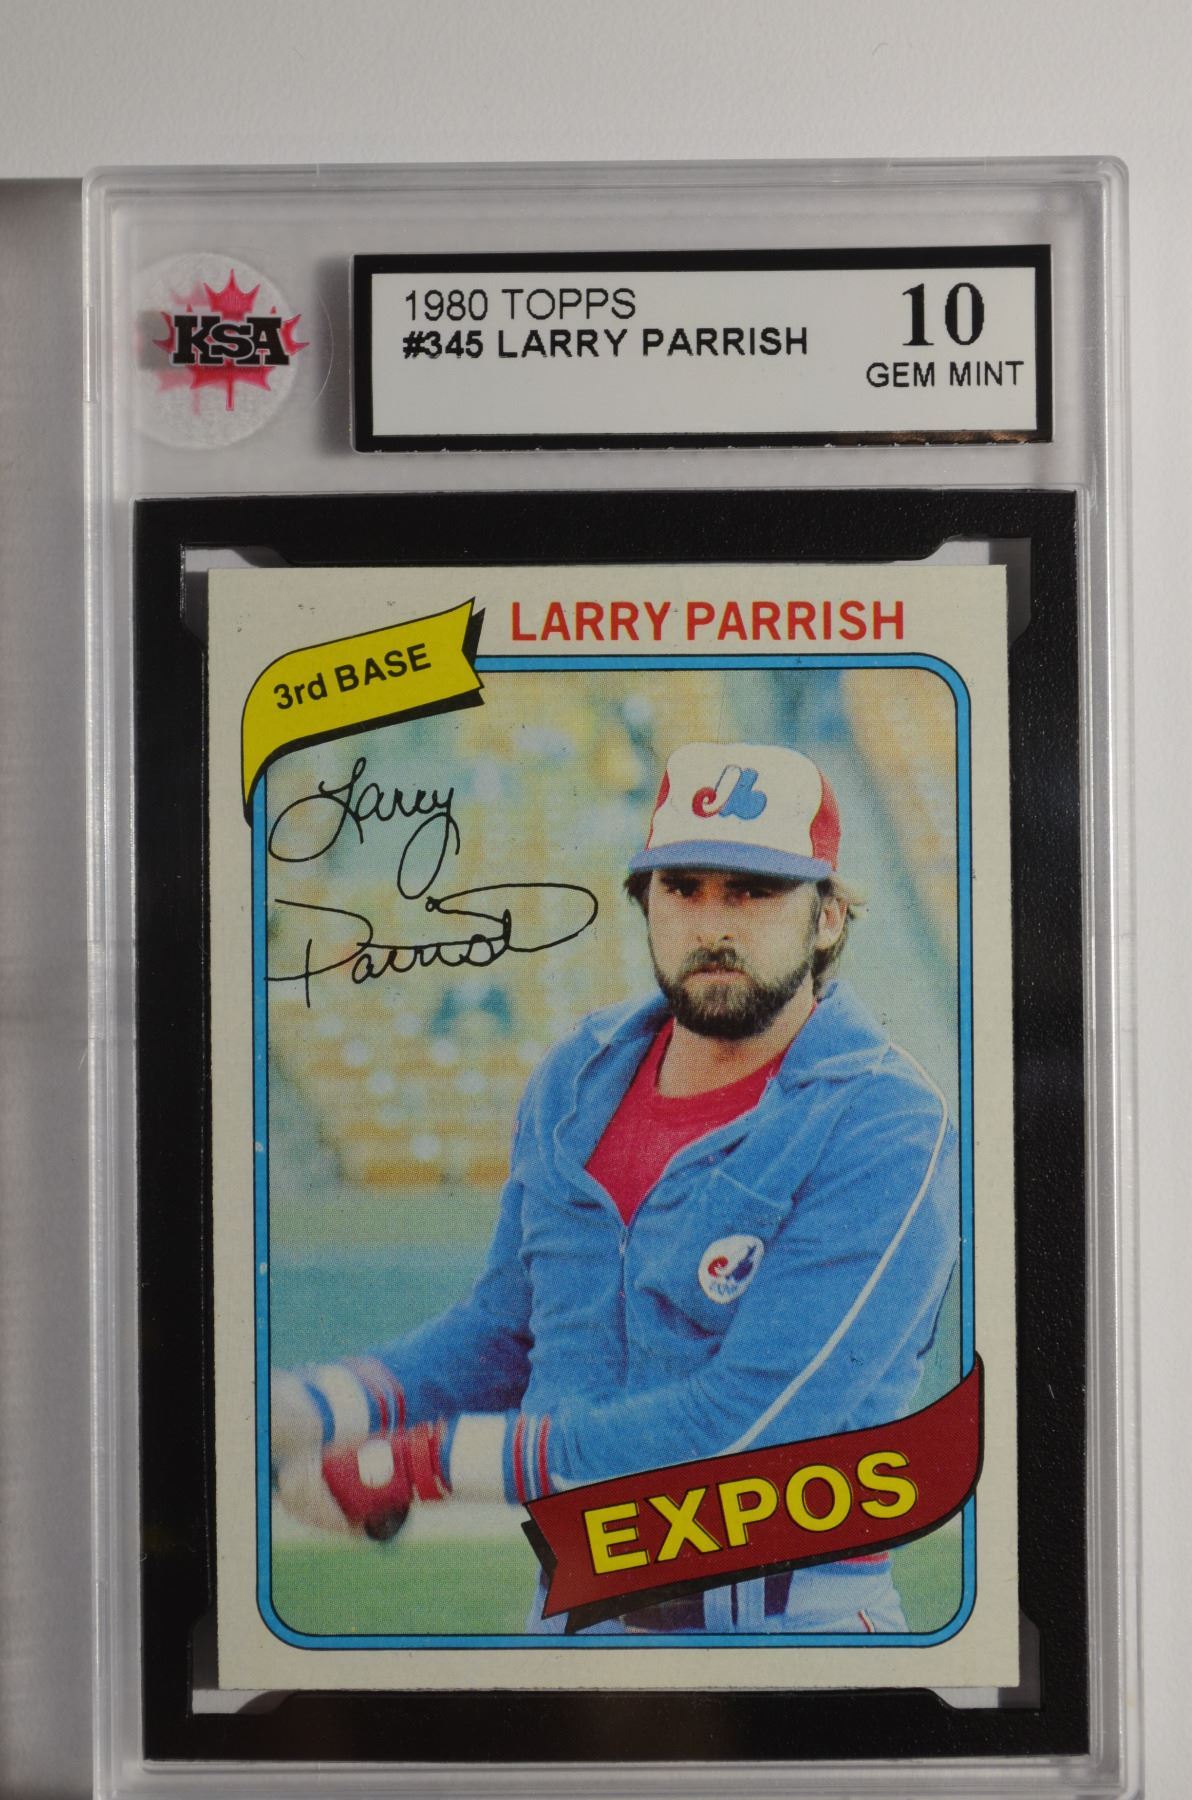 KSA
1980 TOPPS
#345 LARRY PARRISH
10
GEM MINT
LARRY PARRISH
3rd BASE
Larry
Parrish
EXPOS